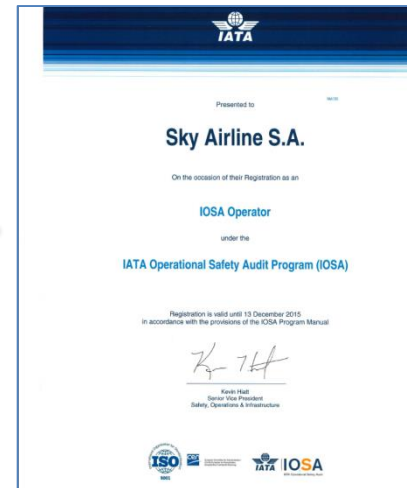 IATA
Presented to
Sky Airline S.A.
On the occasion of their Registration as an
IOSA Operator
under the
IATA Operational Safety Audit Program (IOSA)
Registration is valid until 13 December 2015
in accordance with the provisions of the IOSA Program Manual
Kevin Hiatt
Senior Vice President
Safety, Operations & Infrastructure
ISO
9001
IATA IOSA